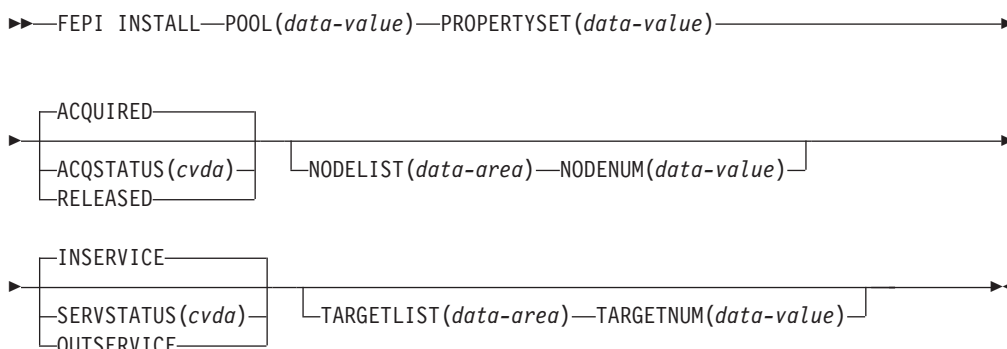 FEPI INSTALL POOL(data-value) PROPERTYSET(data-value)
ACQUIRED
ACQSTATUS(cvda)
RELEASED
NODELIST(data-area) NODENUM(data-value)
INSERVICE
SERVSTATUS(cvda)
OUTSERVICE
TARGETLIST(data-area) TARGETNUM(data-value)